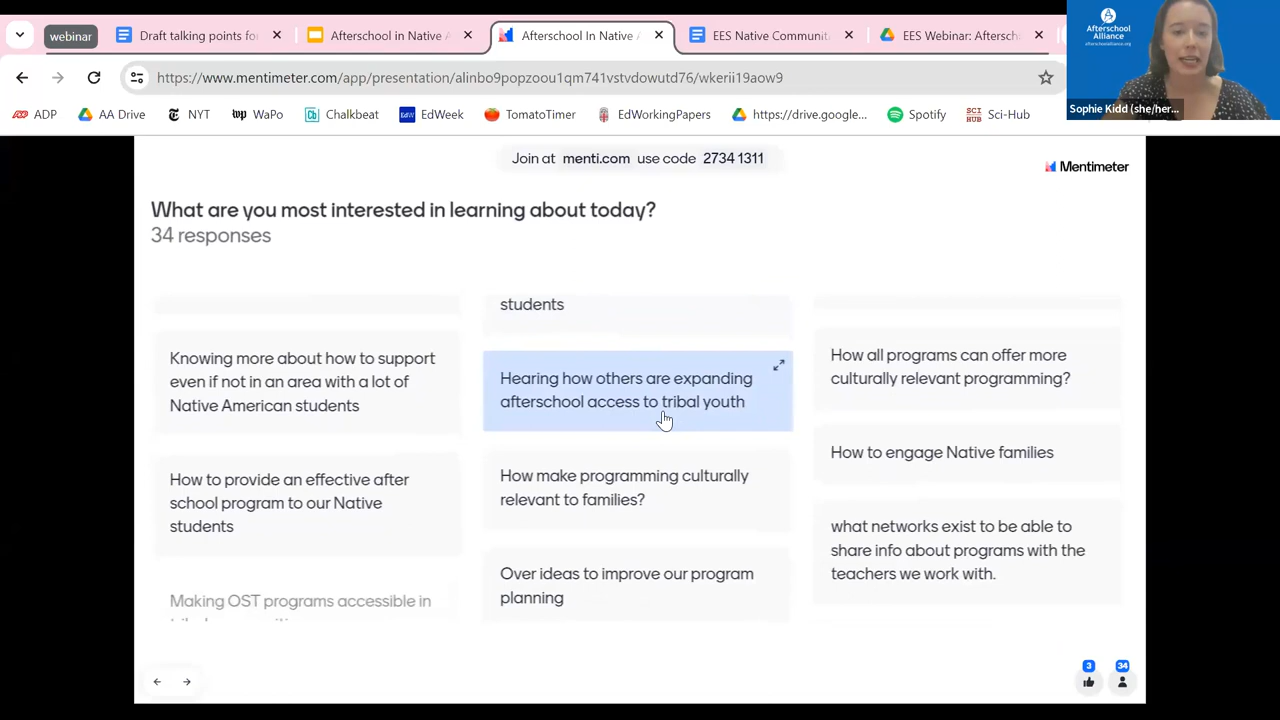 webinar
Draft talking points fo
Afterschool in Native A
Afterschool In Native A
EES Native Communit
EES Webinar: Aftersch
https://www.mentimeter.com/app/presentation/alinbo9popzoou1qm741vstvdowutd76/wkerii19aow9
ADP
AA Drive
NYT
WaPo
Chalkbeat
EdWeek
TomatoTimer
EdWorkingPapers
https://drive.google...
Spotify
SCI HUB
Sci-Hub
Afterschool
Alliance
afterschoolalliance.org
Sophie Kidd (she/her...
Join at menti.com use code 2734 1311
Mentimeter
What are you most interested in learning about today?
34 responses
Knowing more about how to support
even if not in an area with a lot of
Native American students
How to provide an effective after
school program to our Native
students
Making OST programs accessible in
students
Hearing how others are expanding
afterschool access to tribal youth
How make programming culturally
relevant to families?
Over ideas to improve our program
planning
How all programs can offer more
culturally relevant programming?
How to engage Native families
what networks exist to be able to
share info about programs with the
teachers we work with.
3
34